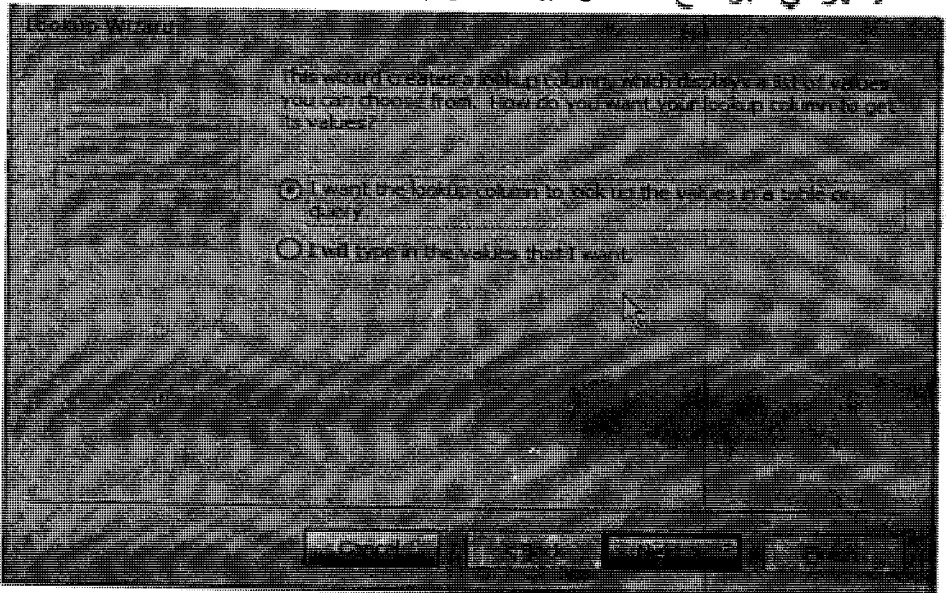 Lookup Wizard
This wizard creates a lookup column, which displays a list of values
you can choose from. How do you want your lookup column to get
its values?
I want the lookup column to look up the values in a table or
query.
I will type in the values that I want.
Cancel